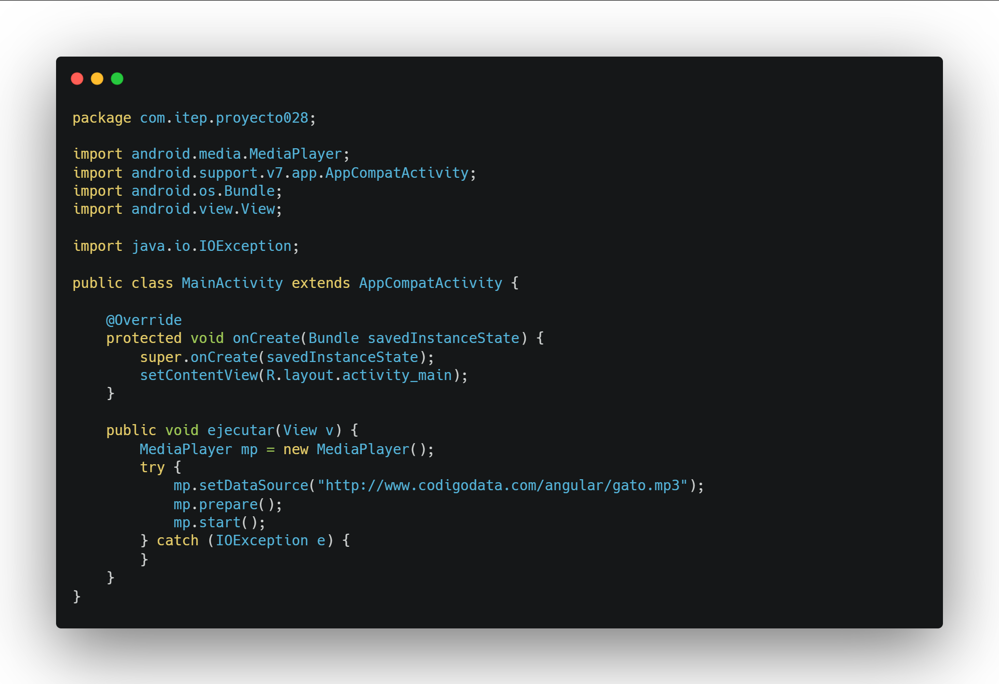 package com.itep.proyecto028;

import android.media.MediaPlayer;
import android.support.v7.app.AppCompatActivity;
import android.os.Bundle;
import android.view.View;

import java.io.IOException;

public class MainActivity extends AppCompatActivity {

    @Override
    protected void onCreate(Bundle savedInstanceState) {
        super.onCreate(savedInstanceState);
        setContentView(R.layout.activity_main);
    }

    public void ejecutar(View v) {
        MediaPlayer mp = new MediaPlayer();
        try {
            mp.setDataSource("http://www.codigodata.com/angular/gato.mp3");
            mp.prepare();
            mp.start();
        } catch (IOException e) {
        }
    }
}